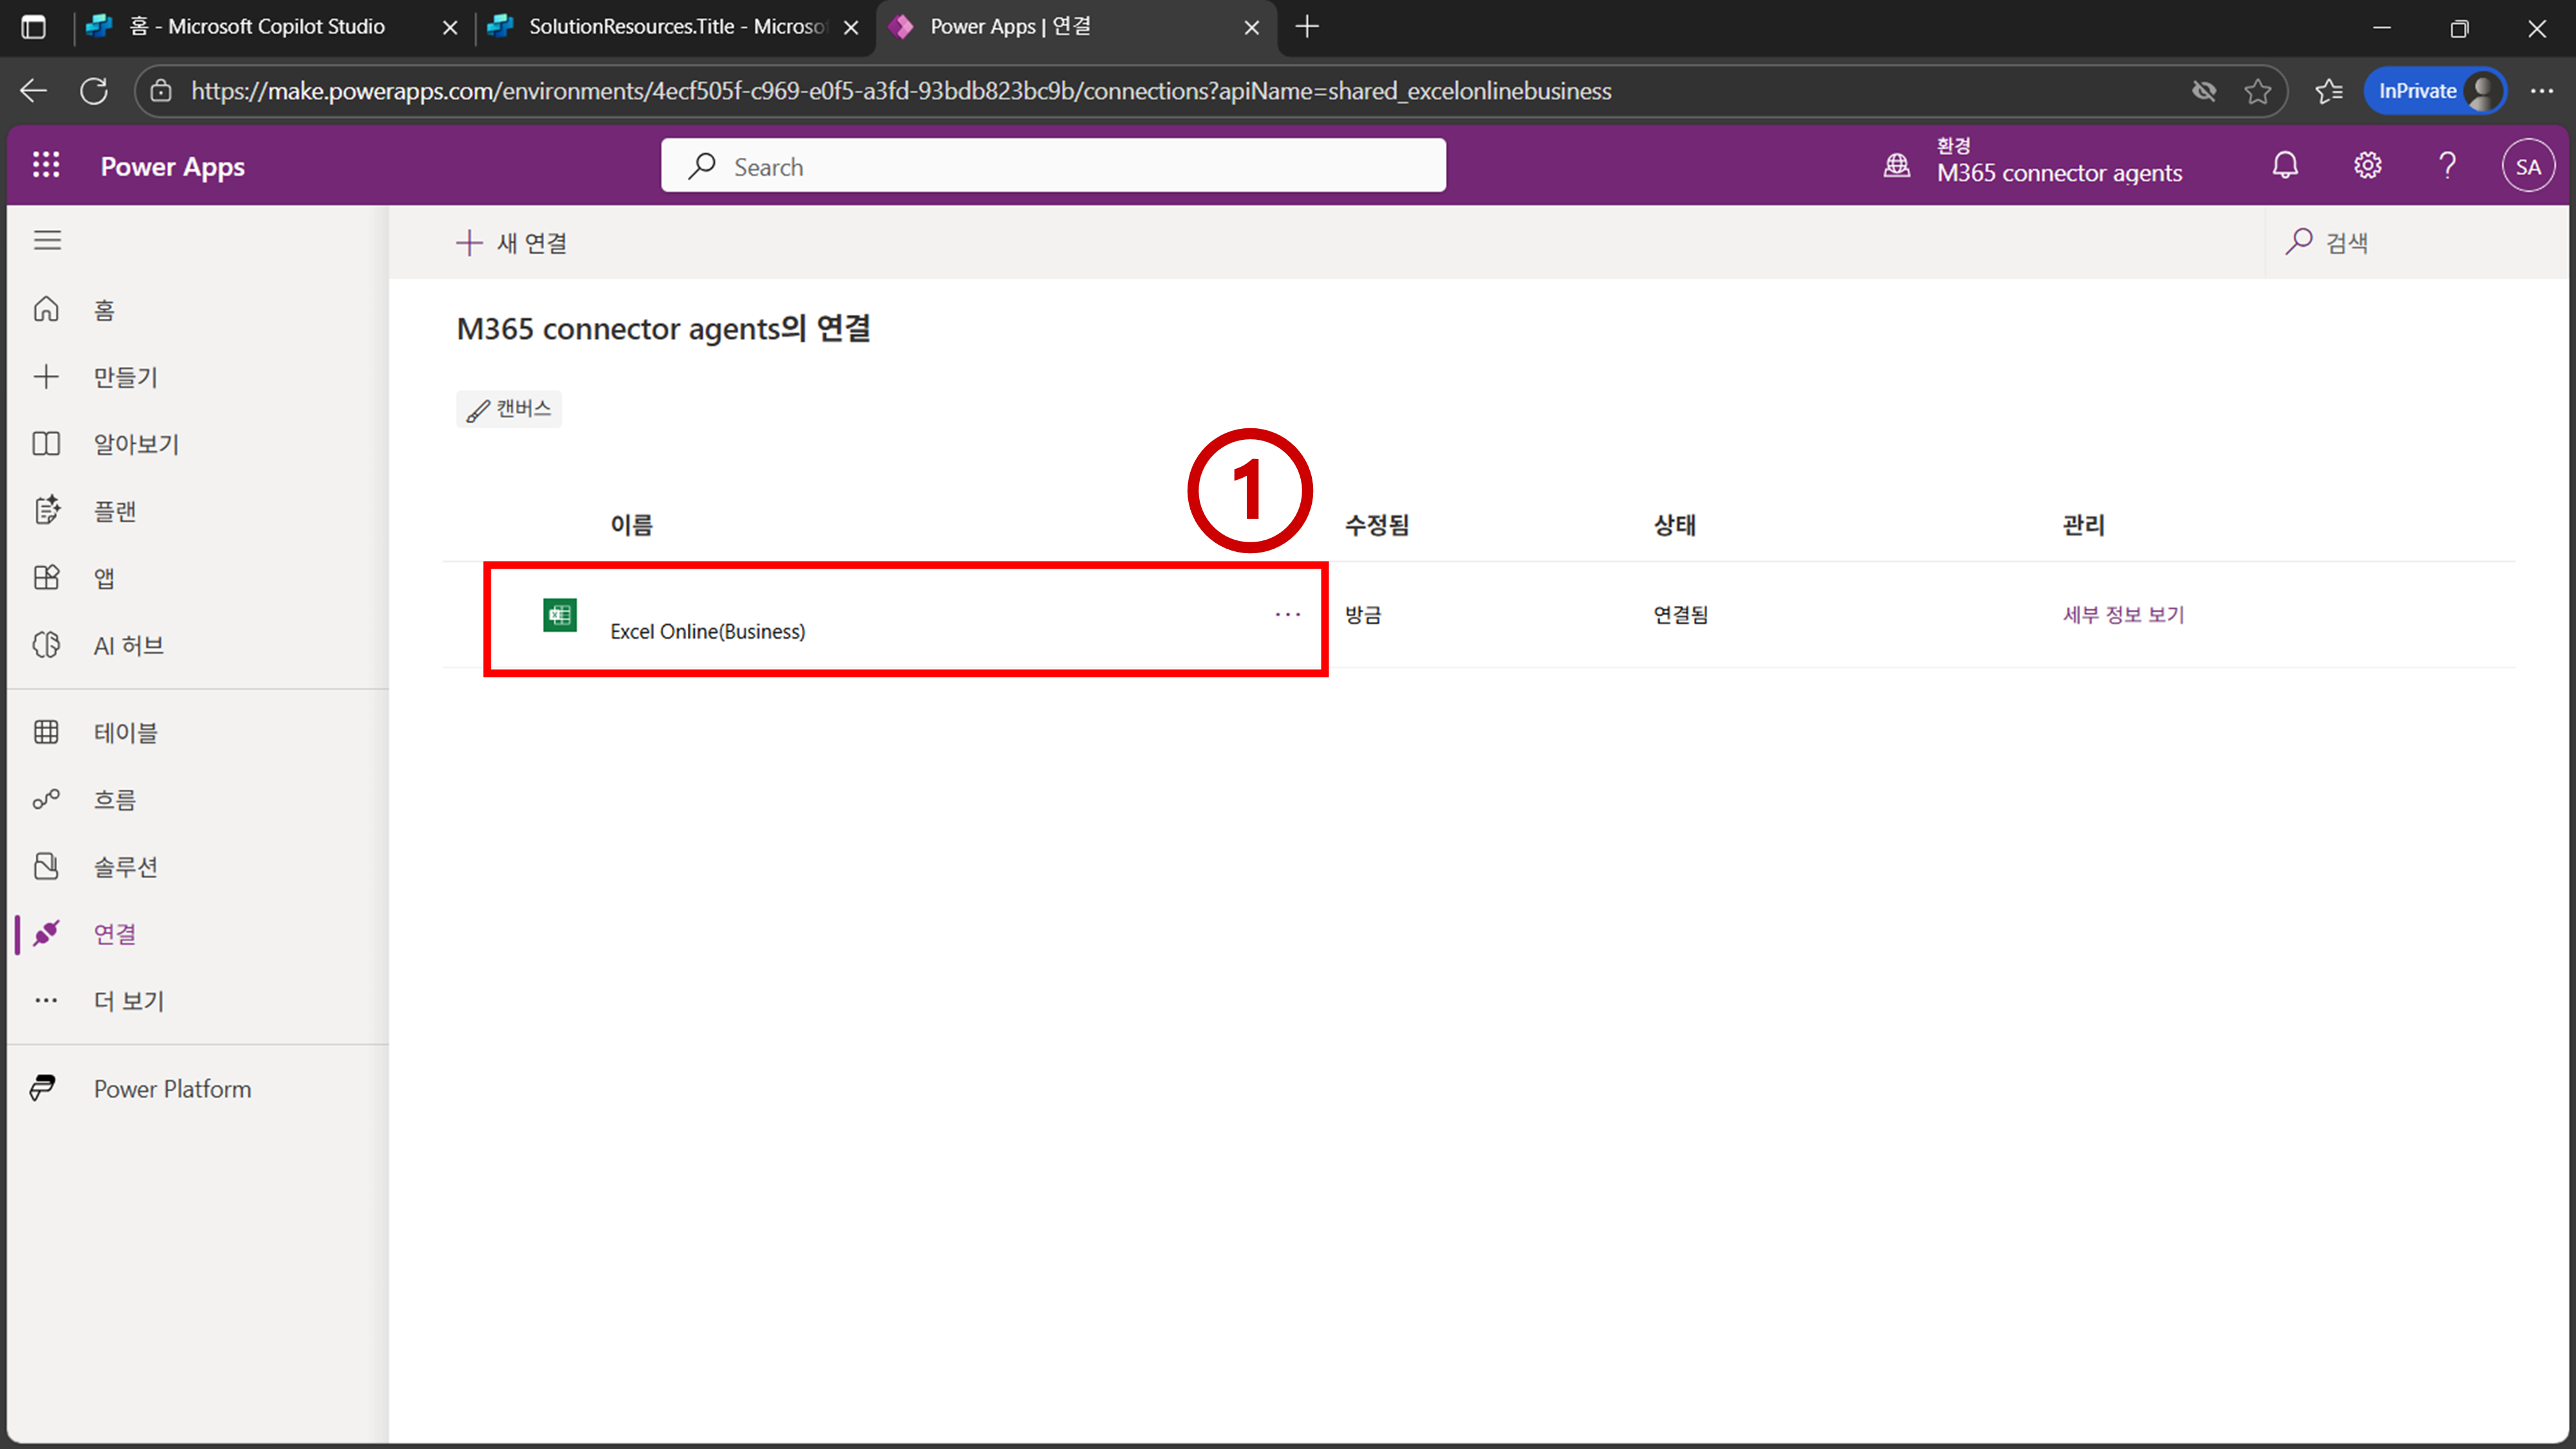 홈 - Microsoft Copilot Studio
SolutionResources.Title - Microsof
Power Apps | 연결
https://make.powerapps.com/environments/4ecf505f-c969-e0f5-a3fd-93bdb823bc9b/connections?apiName=shared_excelonlinebusiness
InPrivate
Power Apps
Search
환경
M365 connector agents
SA
새 연결
검색
홈
만들기
알아보기
플랜
앱
AI 허브
테이블
흐름
솔루션
연결
더 보기
Power Platform
M365 connector agents의 연결
캔버스
1
이름
수정됨
상태
관리
Excel Online(Business)
...
방금
연결됨
세부 정보 보기